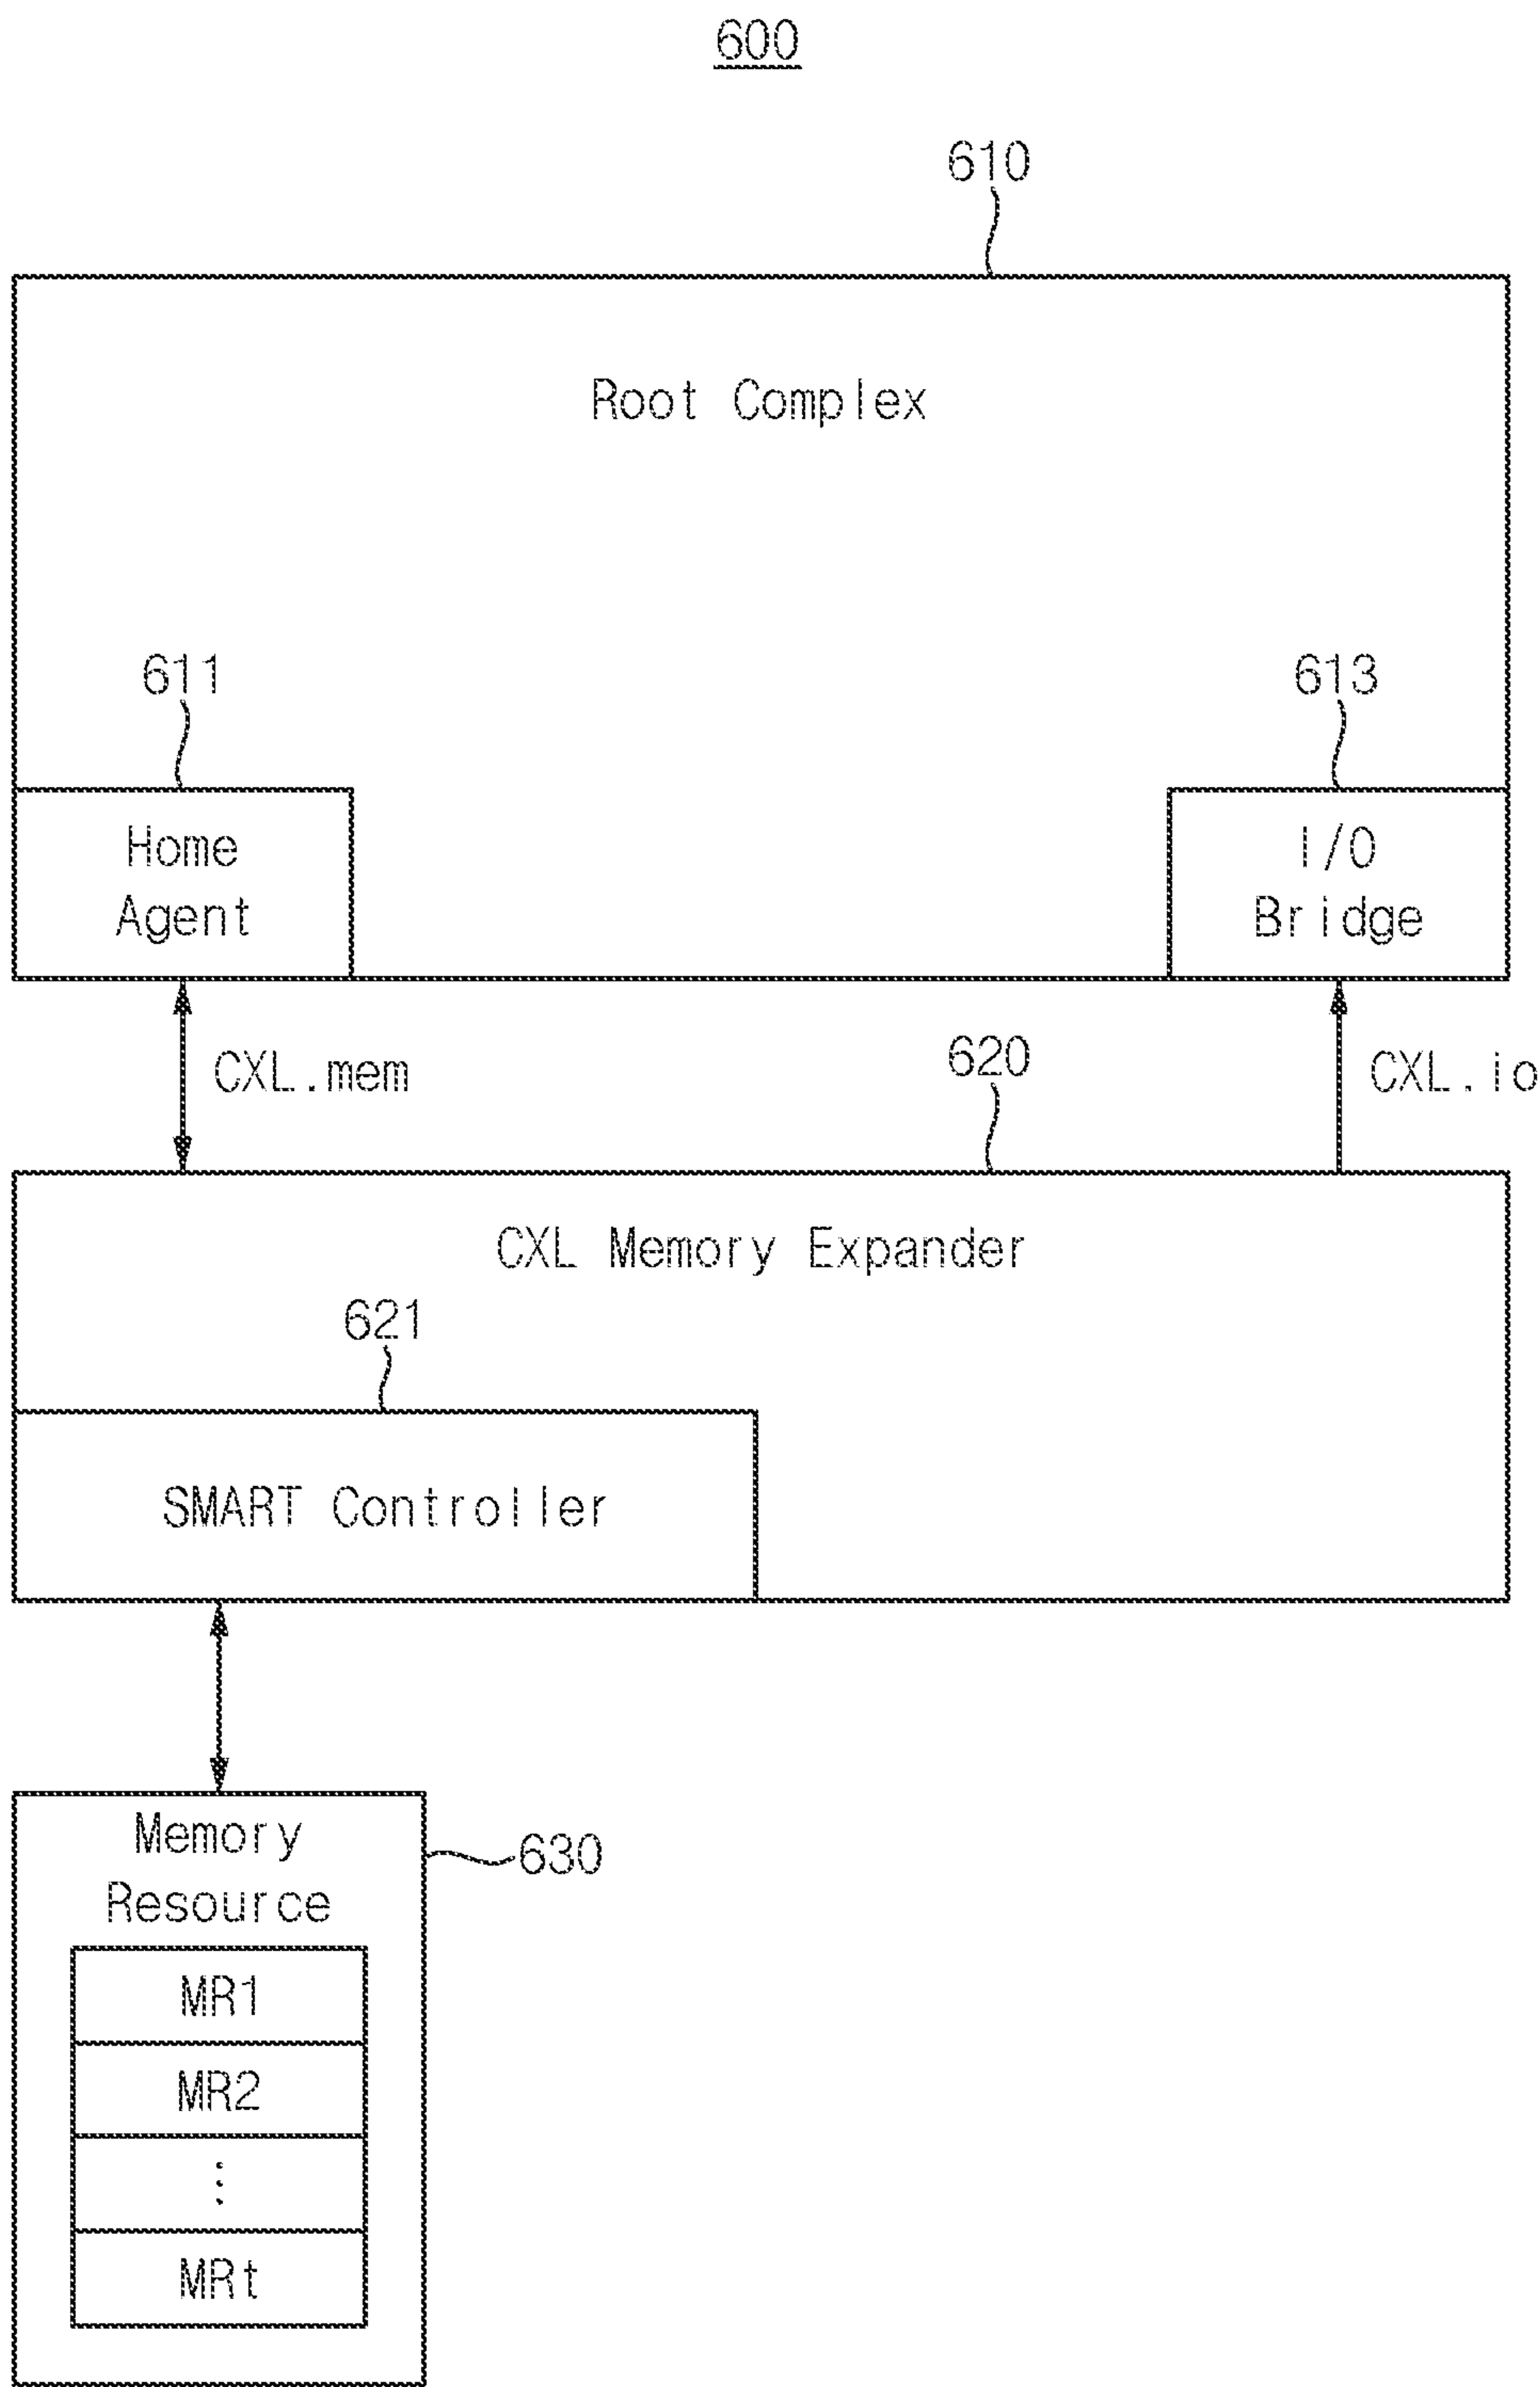 600
610
Root Complex
611
613
Home
Agent
I/O
Bridge
CXL.mem
620
CXL.io
CXL Memory Expander
621
SMART Controller
Memory
Resource
630
MR1
MR2
⋮
MRt